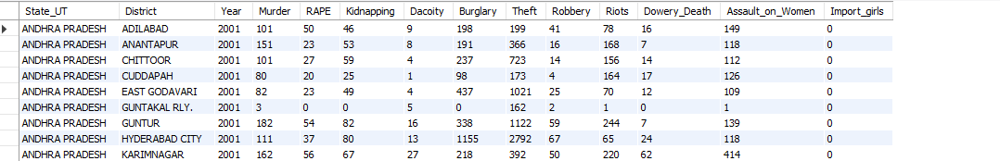 State_UT District Year Murder RAPE Kidnapping Dacoity Burglary Theft Robbery Riots Dowery_Death Assault_on_Women Import_girls
ANDHRA PRADESH ADILABAD 2001 101 50 46 9 198 199 41 78 16 149 0
ANDHRA PRADESH ANANTAPUR 2001 151 23 53 8 191 366 16 168 7 118 0
ANDHRA PRADESH CHITTOOR 2001 101 27 59 4 237 723 14 156 14 112 0
ANDHRA PRADESH CUDDAPAH 2001 80 20 25 1 98 173 4 164 17 126 0
ANDHRA PRADESH EAST GODAVARI 2001 82 23 49 4 437 1021 25 70 12 109 0
ANDHRA PRADESH GUNTAKAL RLY. 2001 3 0 0 5 0 162 2 1 0 1 0
ANDHRA PRADESH GUNTUR 2001 182 54 82 16 338 1122 59 244 7 139 0
ANDHRA PRADESH HYDERABAD CITY 2001 111 37 80 13 1155 2792 67 65 24 118 0
ANDHRA PRADESH KARIMNAGAR 2001 162 56 67 27 218 392 50 220 62 414 0